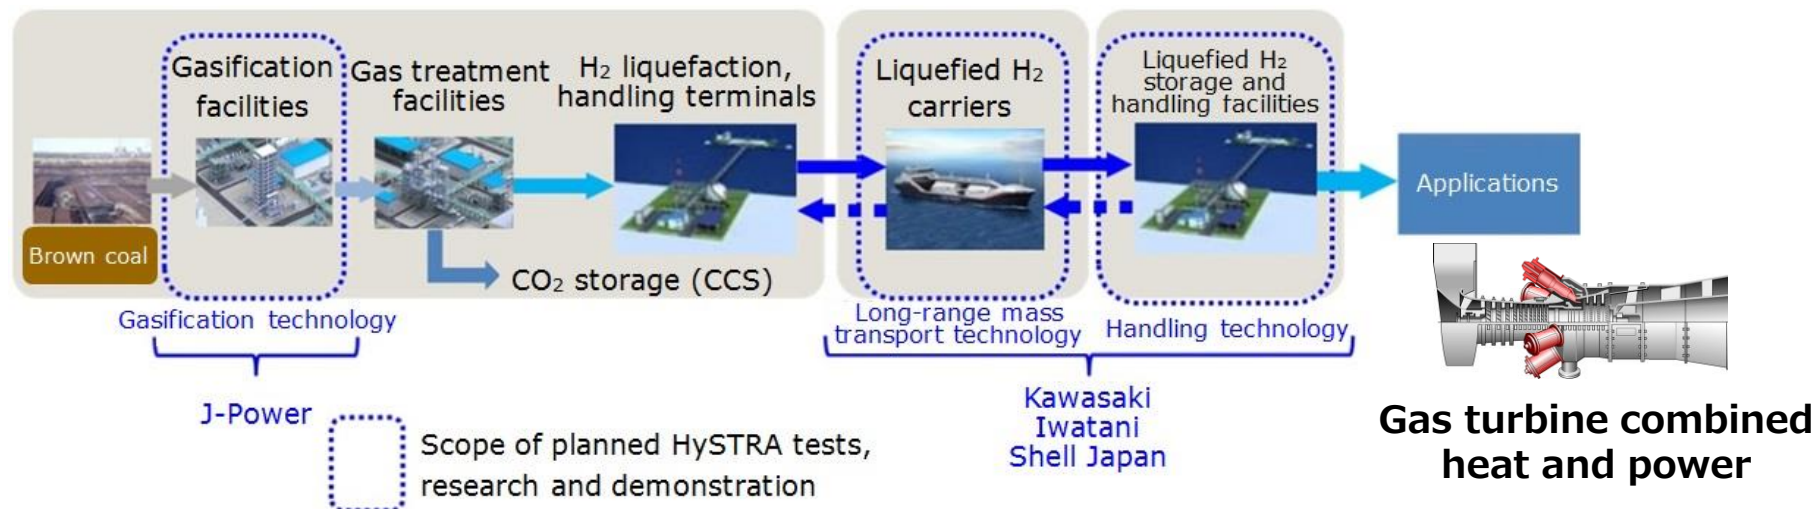 Gasification
facilities
Gas treatment
facilities
H₂ liquefaction,
handling terminals
Liquefied H₂
carriers
Liquefied H₂
storage and
handling facilities
Applications
Brown coal
CO₂ storage (CCS)
Gasification technology
Long-range mass
transport technology
Handling technology
J-Power
Kawasaki
Iwatani
Shell Japan
Scope of planned HySTRA tests,
research and demonstration
Gas turbine combined
heat and power